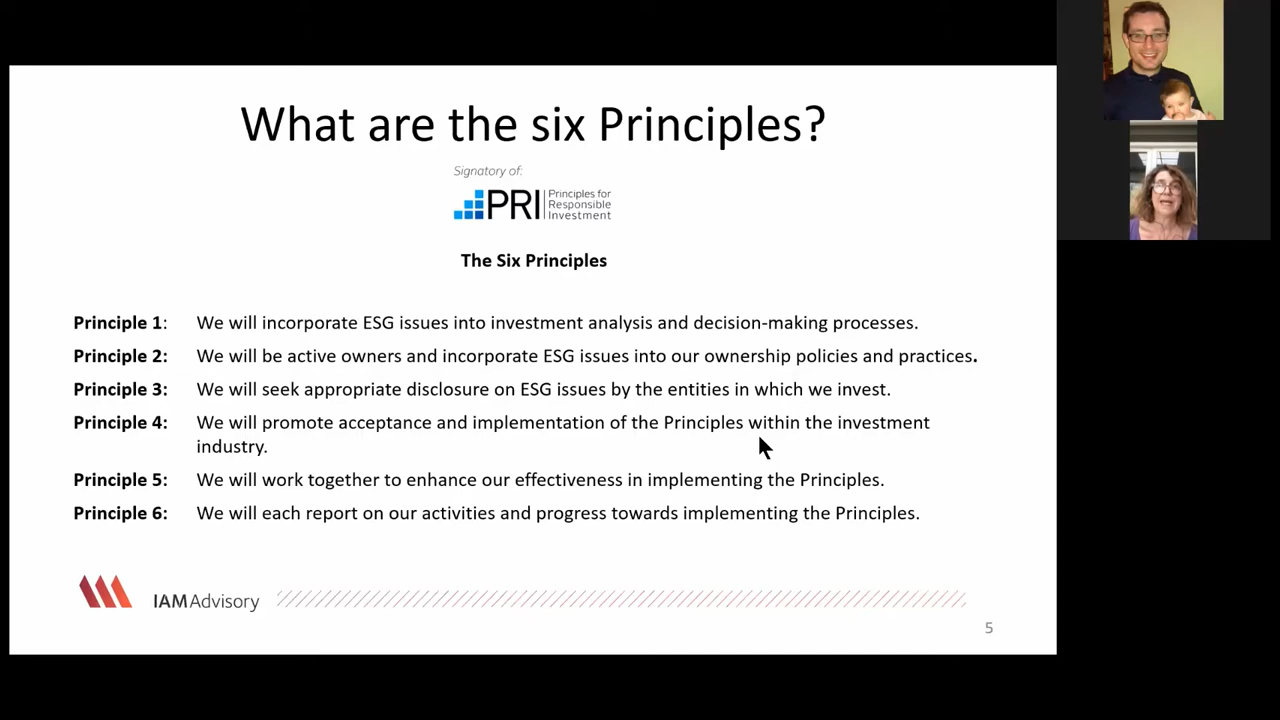 What are the six Principles?
Signatory of:
PRI Principles for
Responsible
Investment
The Six Principles
Principle 1: We will incorporate ESG issues into investment analysis and decision-making processes.
Principle 2: We will be active owners and incorporate ESG issues into our ownership policies and practices.
Principle 3: We will seek appropriate disclosure on ESG issues by the entities in which we invest.
Principle 4: We will promote acceptance and implementation of the Principles within the investment
industry.
Principle 5: We will work together to enhance our effectiveness in implementing the Principles.
Principle 6: We will each report on our activities and progress towards implementing the Principles.
IAM Advisory
5